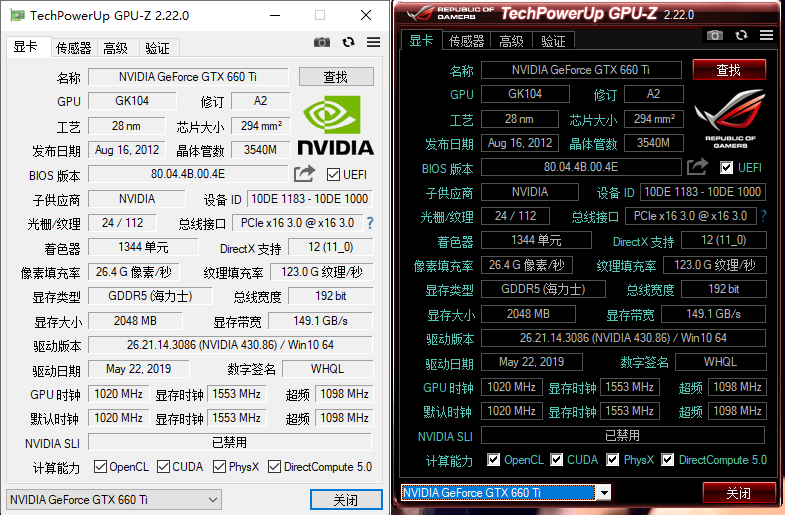 TechPowerUp GPU-Z 2.22.0
显卡 传感器 高级 验证
名称 NVIDIA GeForce GTX 660 Ti 查找
GPU GK104 修订 A2
工艺 28 nm 芯片大小 294 mm²
发布日期 Aug 16, 2012 晶体管数 3540M
NVIDIA
BIOS 版本 80.04.4B.00.4E UEFI
子供应商 NVIDIA 设备 ID 10DE 1183 - 10DE 1000
光栅/纹理 24 / 112 总线接口 PCIe x16 3.0 @ x16 3.0 ?
着色器 1344 单元 DirectX 支持 12 (11_0)
像素填充率 26.4 G 像素/秒 纹理填充率 123.0 G 纹理/秒
显存类型 GDDR5 (海力士) 总线宽度 192 bit
显存大小 2048 MB 显存带宽 149.1 GB/s
驱动版本 26.21.14.3086 (NVIDIA 430.86) / Win10 64
驱动日期 May 22, 2019 数字签名 WHQL
GPU 时钟 1020 MHz 显存时钟 1553 MHz 超频 1098 MHz
默认时钟 1020 MHz 显存时钟 1553 MHz 超频 1098 MHz
NVIDIA SLI 已禁用
计算能力 OpenCL CUDA PhysX DirectCompute 5.0
NVIDIA GeForce GTX 660 Ti 关闭
REPUBLIC OF GAMERS TechPowerUp GPU-Z 2.22.0
显卡 传感器 高级 验证
名称 NVIDIA GeForce GTX 660 Ti 查找
GPU GK104 修订 A2
工艺 28 nm 芯片大小 294 mm²
发布日期 Aug 16, 2012 晶体管数 3540M
REPUBLIC OF GAMERS
BIOS 版本 80.04.4B.00.4E UEFI
子供应商 NVIDIA 设备 ID 10DE 1183 - 10DE 1000
光栅/纹理 24 / 112 总线接口 PCIe x16 3.0 @ x16 3.0 ?
着色器 1344 单元 DirectX 支持 12 (11_0)
像素填充率 26.4 G 像素/秒 纹理填充率 123.0 G 纹理/秒
显存类型 GDDR5 (海力士) 总线宽度 192 bit
显存大小 2048 MB 显存带宽 149.1 GB/s
驱动版本 26.21.14.3086 (NVIDIA 430.86) / Win10 64
驱动日期 May 22, 2019 数字签名 WHQL
GPU 时钟 1020 MHz 显存时钟 1553 MHz 超频 1098 MHz
默认时钟 1020 MHz 显存时钟 1553 MHz 超频 1098 MHz
NVIDIA SLI 已禁用
计算能力 OpenCL CUDA PhysX DirectCompute 5.0
NVIDIA GeForce GTX 660 Ti 关闭